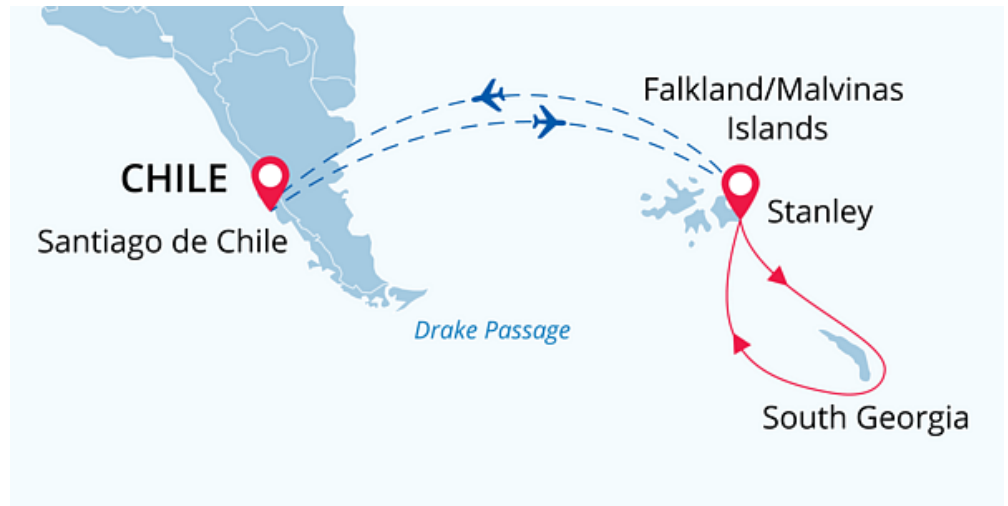 Falkland/Malvinas
Islands
CHILE
Stanley
Santiago de Chile
Drake Passage
South Georgia